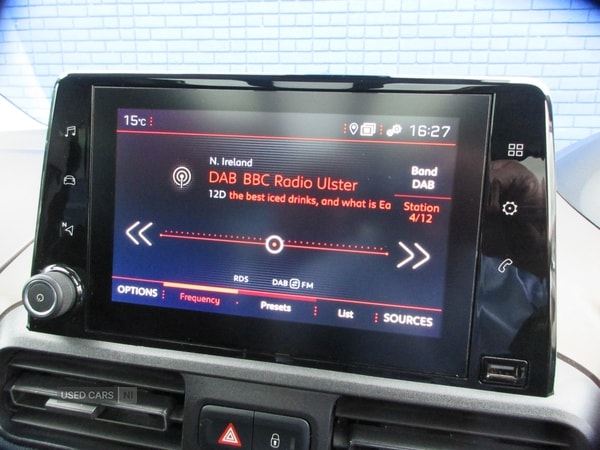 15°C
16:27
N. Ireland
DAB BBC Radio Ulster
12D the best iced drinks, and what is Ea
Band
DAB
Station
4/12
RDS
DAB FM
OPTIONS
Frequency
Presets
List
SOURCES
N
USED CARS NI